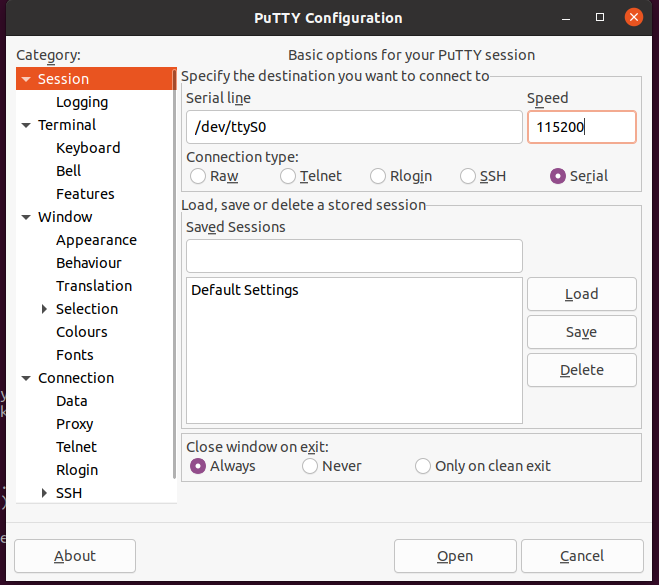 PuTTY Configuration
Category:
Basic options for your PuTTY session
Session
Logging
Terminal
Keyboard
Bell
Features
Window
Appearance
Behaviour
Translation
Selection
Colours
Fonts
Connection
Data
Proxy
Telnet
Rlogin
SSH
Specify the destination you want to connect to
Serial line Speed
/dev/ttyS0 115200
Connection type:
Raw Telnet Rlogin SSH Serial
Load, save or delete a stored session
Saved Sessions
Default Settings
Load
Save
Delete
Close window on exit:
Always Never Only on clean exit
About Open Cancel